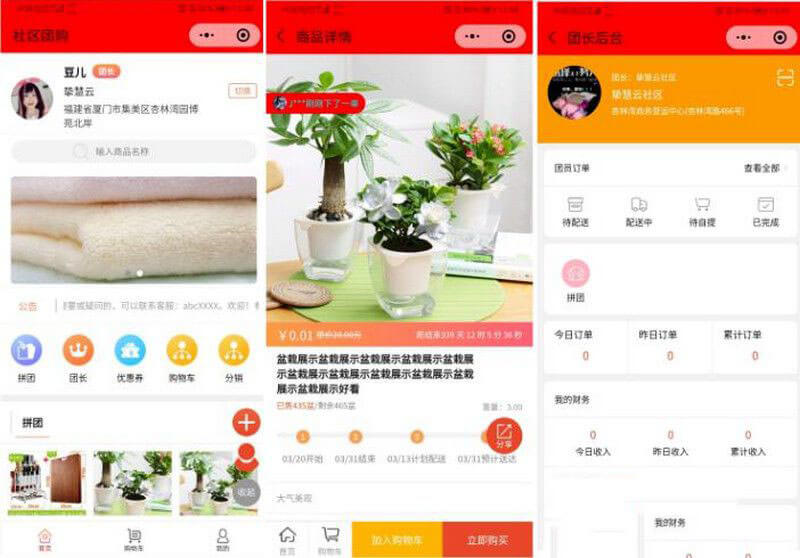 社区团购
豆儿 团长
挚慧云
切换
福建省厦门市集美区杏林湾园博
苑北岸
输入商品名称
公告
要或疑问的，可以联系客服：abcXXXX。欢迎！
拼团
团长
优惠券
购物车
分销
拼团
收起
首页
购物车
我的
商品详情
J***刚刚下了一单
￥0.01
距结束339 天 12 时 5 分 36 秒
盆栽展示盆栽展示盆栽展示盆栽展示盆栽展
示盆栽展示盆栽展示盆栽展示盆栽展示盆栽
展示盆栽展示好看
已售435盆/剩余465盆
重量：3.00
1
2
3
03/20开始
03/31结束
03/13计划配送
03/31预计送达
分享
大气美观
首页
购物车
加入购物车
立即购买
团长后台
团长：挚慧云社区
挚慧云社区
杏林湾商务营运中心(杏林湾路466号)
团员订单
查看全部
待配送
配送中
待自提
已完成
拼团
今日订单
昨日订单
累计订单
0
0
0
我的财务
0
0
0
今日收入
昨日收入
累计收入
我的财务
0
0